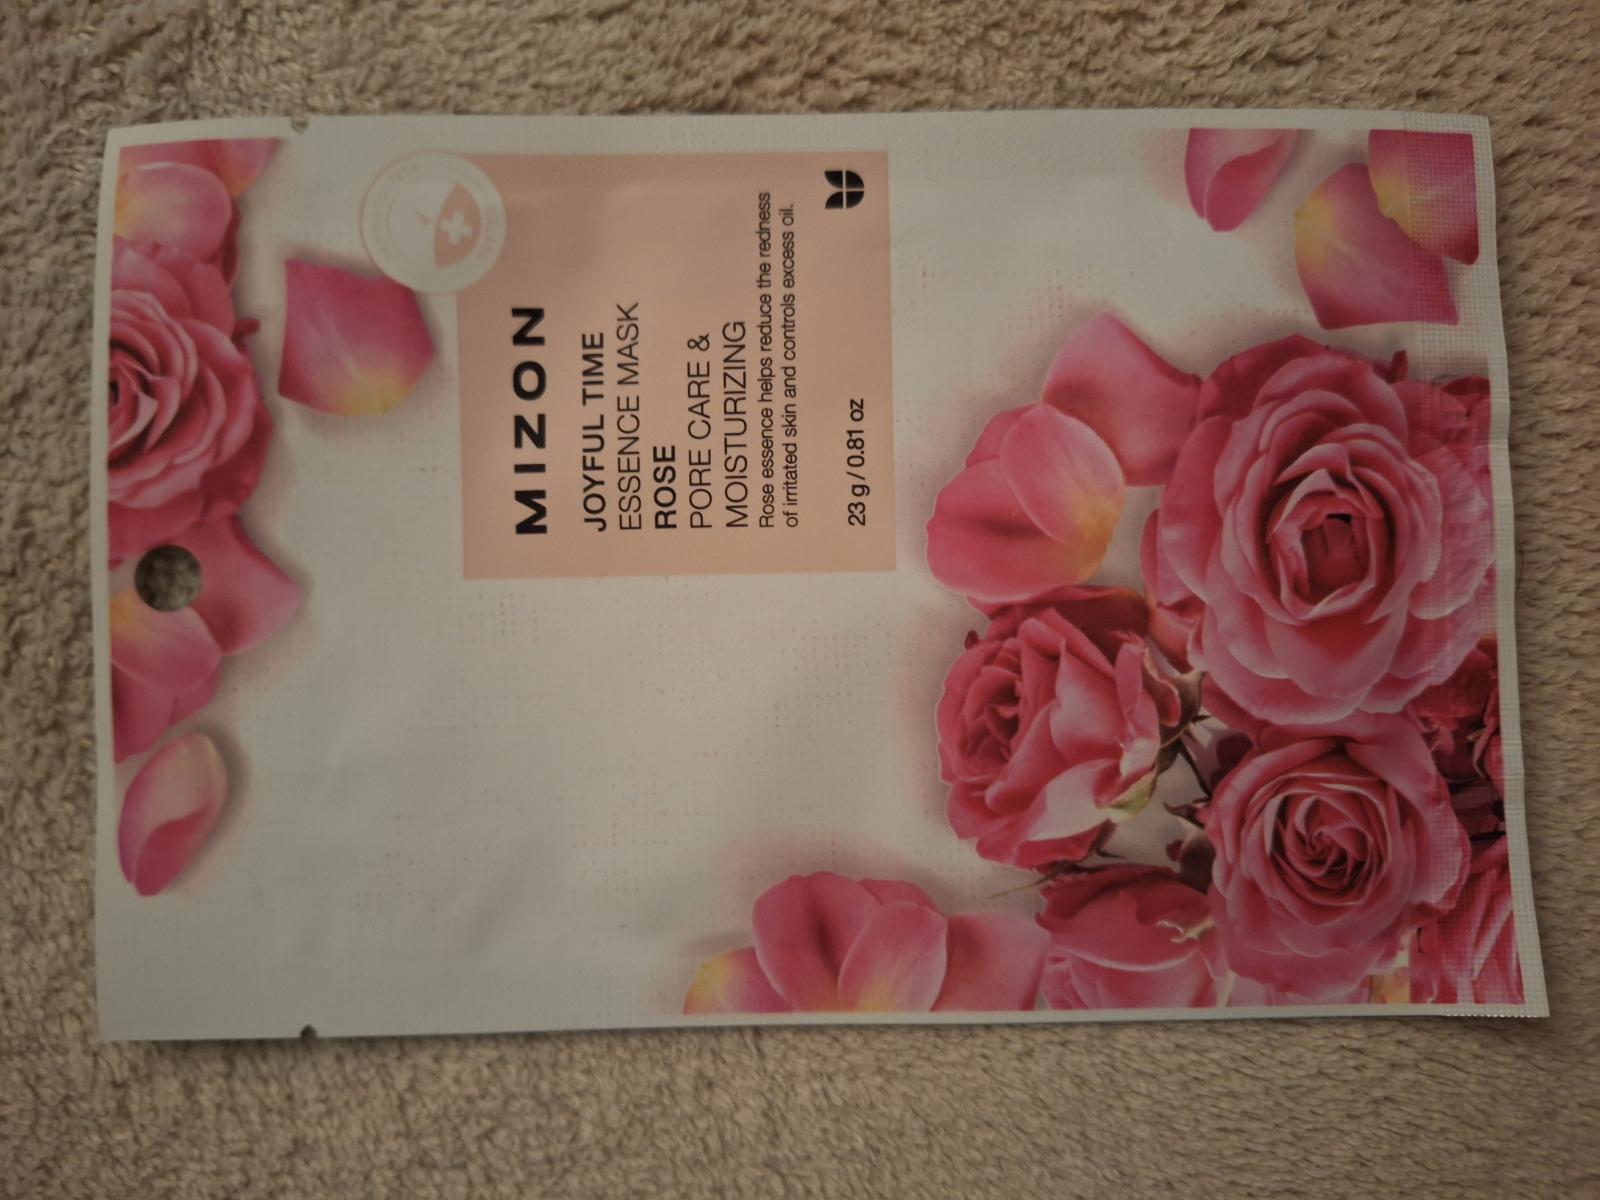 MIZON
JOYFUL TIME
ESSENCE MASK
ROSE
PORE CARE &
MOISTURIZING
Rose essence helps reduce the redness
of irritated skin and controls excess oil.
23 g / 0.81 oz